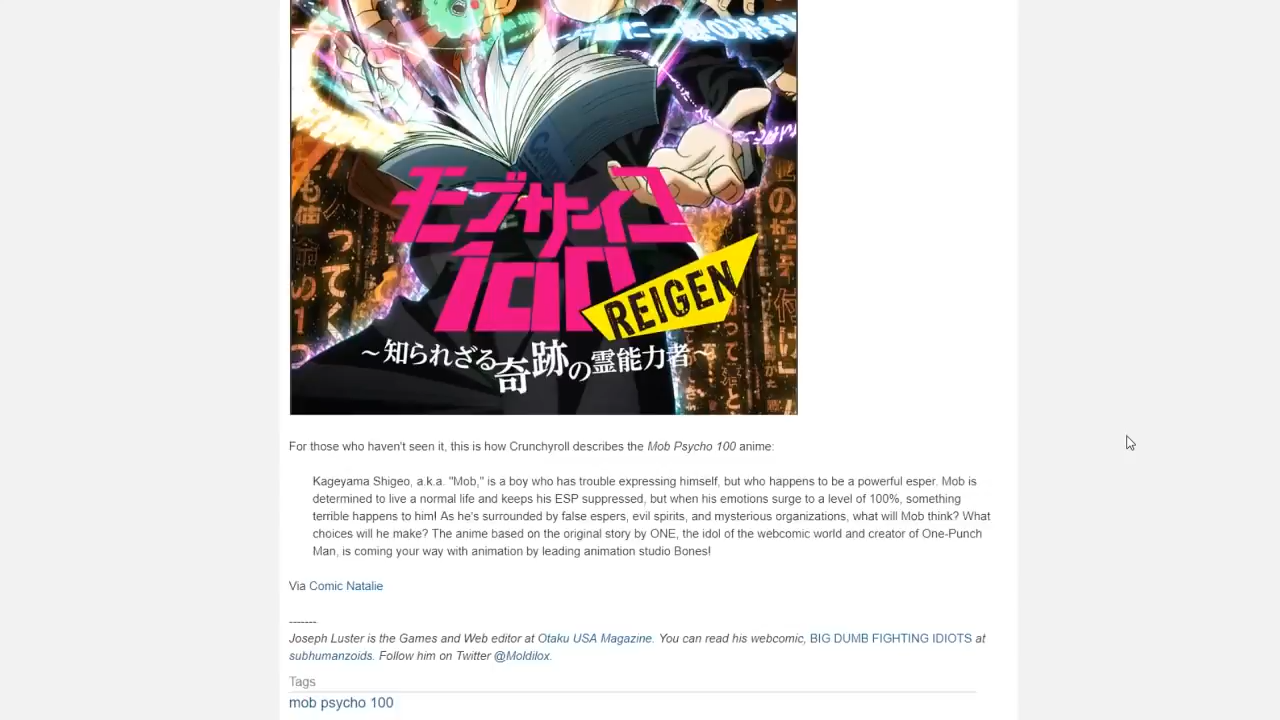 モブサイコ
100
REIGEN
～知られざる奇跡の霊能力者～
For those who haven't seen it, this is how Crunchyroll describes the Mob Psycho 100 anime:
Kageyama Shigeo, a.k.a. "Mob," is a boy who has trouble expressing himself, but who happens to be a powerful esper. Mob is
determined to live a normal life and keeps his ESP suppressed, but when his emotions surge to a level of 100%, something
terrible happens to him! As he's surrounded by false espers, evil spirits, and mysterious organizations, what will Mob think? What
choices will he make? The anime based on the original story by ONE, the idol of the webcomic world and creator of One-Punch
Man, is coming your way with animation by leading animation studio Bones!
Via Comic Natalie
-------
Joseph Luster is the Games and Web editor at Otaku USA Magazine. You can read his webcomic, BIG DUMB FIGHTING IDIOTS at
subhumanzoids. Follow him on Twitter @Moldilox.
Tags
mob psycho 100